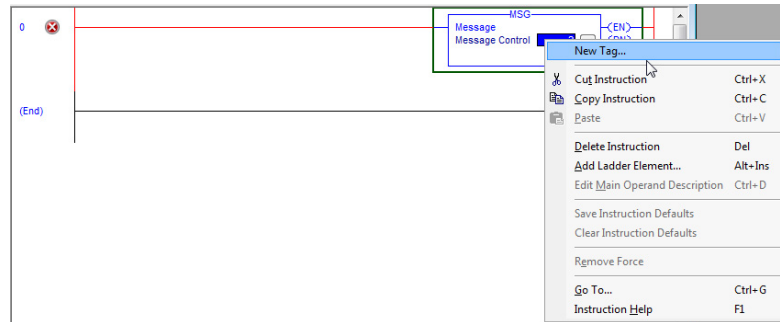 0
MSG
Message
Message Control ? ...
(EN)
(DN)
(End)
New Tag...
Cut Instruction Ctrl+X
Copy Instruction Ctrl+C
Paste Ctrl+V
Delete Instruction Del
Add Ladder Element... Alt+Ins
Edit Main Operand Description Ctrl+D
Save Instruction Defaults
Clear Instruction Defaults
Remove Force
Go To... Ctrl+G
Instruction Help F1